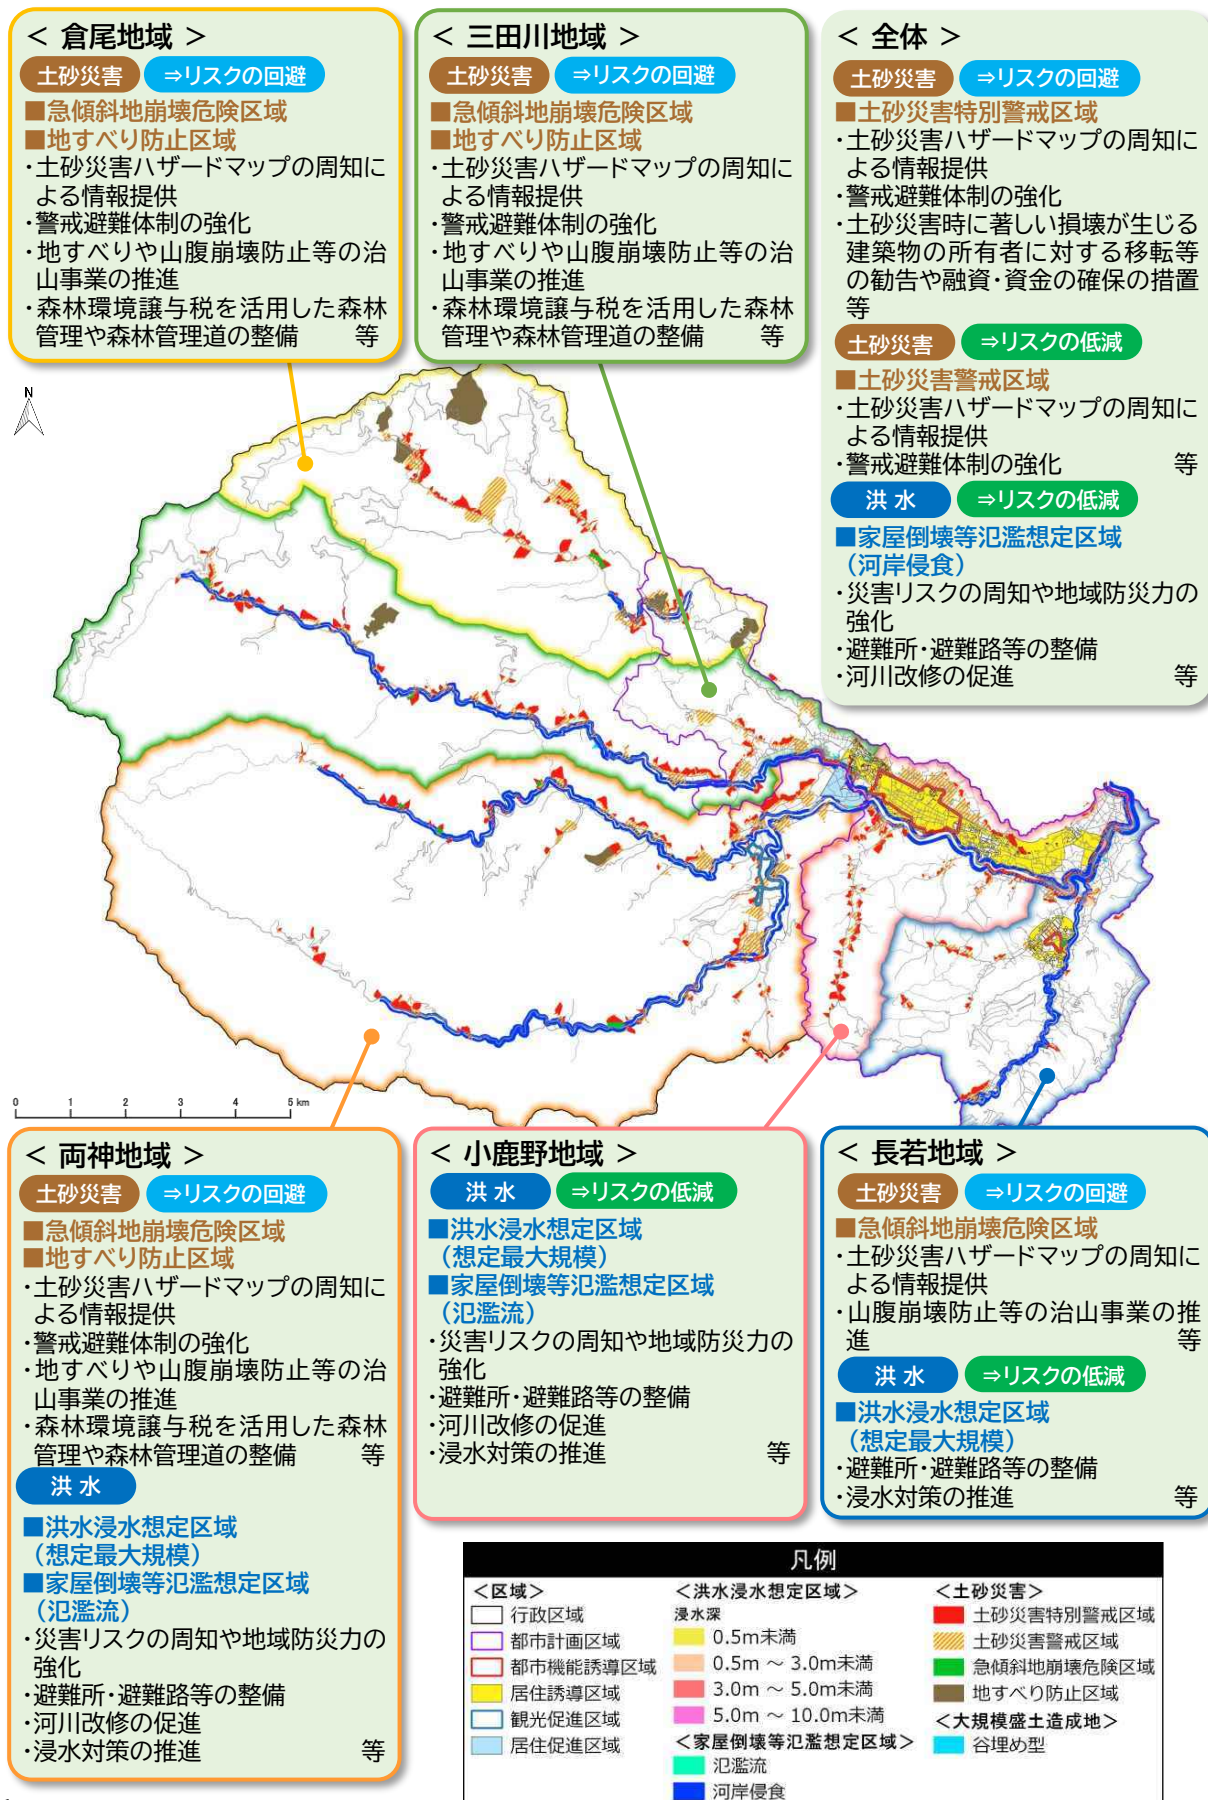 ＜ 倉尾地域 ＞
土砂災害 ⇒リスクの回避
■急傾斜地崩壊危険区域
■地すべり防止区域
・土砂災害ハザードマップの周知に
よる情報提供
・警戒避難体制の強化
・地すべりや山腹崩壊防止等の治
山事業の推進
・森林環境譲与税を活用した森林
管理や森林管理道の整備 等
＜ 三田川地域 ＞
土砂災害 ⇒リスクの回避
■急傾斜地崩壊危険区域
■地すべり防止区域
・土砂災害ハザードマップの周知に
よる情報提供
・警戒避難体制の強化
・地すべりや山腹崩壊防止等の治
山事業の推進
・森林環境譲与税を活用した森林
管理や森林管理道の整備 等
＜ 全体 ＞
土砂災害 ⇒リスクの回避
■土砂災害特別警戒区域
・土砂災害ハザードマップの周知に
よる情報提供
・警戒避難体制の強化
・土砂災害時に著しい損壊が生じる
建築物の所有者に対する移転等
の勧告や融資・資金の確保の措置
等
土砂災害 ⇒リスクの低減
■土砂災害警戒区域
・土砂災害ハザードマップの周知に
よる情報提供
・警戒避難体制の強化 等
洪 水 ⇒リスクの低減
■家屋倒壊等氾濫想定区域
（河岸侵食）
・災害リスクの周知や地域防災力の
強化
・避難所・避難路等の整備
・河川改修の促進 等
N
0 1 2 3 4 5 km
＜ 両神地域 ＞
土砂災害 ⇒リスクの回避
■急傾斜地崩壊危険区域
■地すべり防止区域
・土砂災害ハザードマップの周知に
よる情報提供
・警戒避難体制の強化
・地すべりや山腹崩壊防止等の治
山事業の推進
・森林環境譲与税を活用した森林
管理や森林管理道の整備 等
洪 水
■洪水浸水想定区域
（想定最大規模）
■家屋倒壊等氾濫想定区域
（氾濫流）
・災害リスクの周知や地域防災力の
強化
・避難所・避難路等の整備
・河川改修の促進
・浸水対策の推進 等
＜ 小鹿野地域 ＞
洪 水 ⇒リスクの低減
■洪水浸水想定区域
（想定最大規模）
■家屋倒壊等氾濫想定区域
（氾濫流）
・災害リスクの周知や地域防災力の
強化
・避難所・避難路等の整備
・河川改修の促進
・浸水対策の推進 等
＜ 長若地域 ＞
土砂災害 ⇒リスクの回避
■急傾斜地崩壊危険区域
・土砂災害ハザードマップの周知に
よる情報提供
・山腹崩壊防止等の治山事業の推
進 等
洪 水 ⇒リスクの低減
■洪水浸水想定区域
（想定最大規模）
・避難所・避難路等の整備
・浸水対策の推進 等
凡例
＜区域＞
行政区域
都市計画区域
都市機能誘導区域
居住誘導区域
観光促進区域
居住促進区域
＜洪水浸水想定区域＞
浸水深
0.5m未満
0.5m ～ 3.0m未満
3.0m ～ 5.0m未満
5.0m ～ 10.0m未満
＜家屋倒壊等氾濫想定区域＞
氾濫流
河岸侵食
＜土砂災害＞
土砂災害特別警戒区域
土砂災害警戒区域
急傾斜地崩壊危険区域
地すべり防止区域
＜大規模盛土造成地＞
谷埋め型